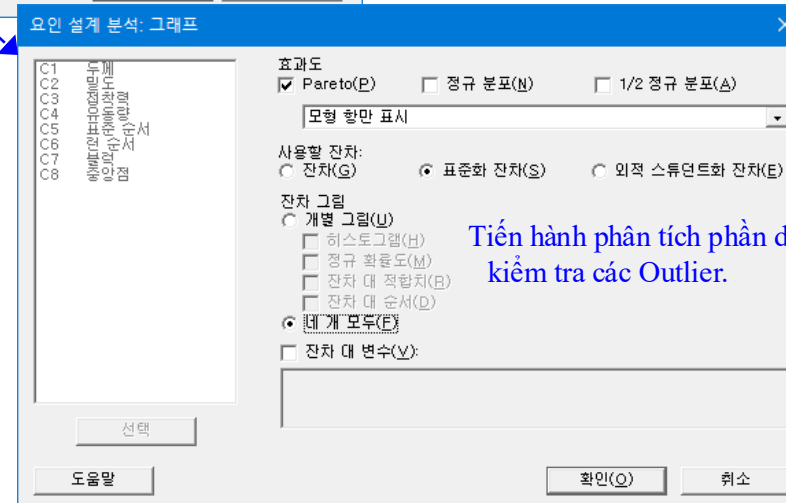 요인 설계 분석: 그래프
C1 두께
C2 밀도
C3 접착력
C4 유동량
C5 표준 순서
C6 런 순서
C7 블럭
C8 중앙점
선택
도움말
효과도
Pareto(P) 정규 분포(N) 1/2 정규 분포(A)
모형 항만 표시
사용할 잔차:
잔차(G) 표준화 잔차(S) 외적 스튜던트화 잔차(E)
잔차 그림
개별 그림(U)
히스토그램(H)
정규 확률도(M)
잔차 대 적합치(R)
잔차 대 순서(D)
네 개 모두(F)
잔차 대 변수(V):
Tiến hành phân tích phần
kiểm tra các Outlier.
확인(O) 취소